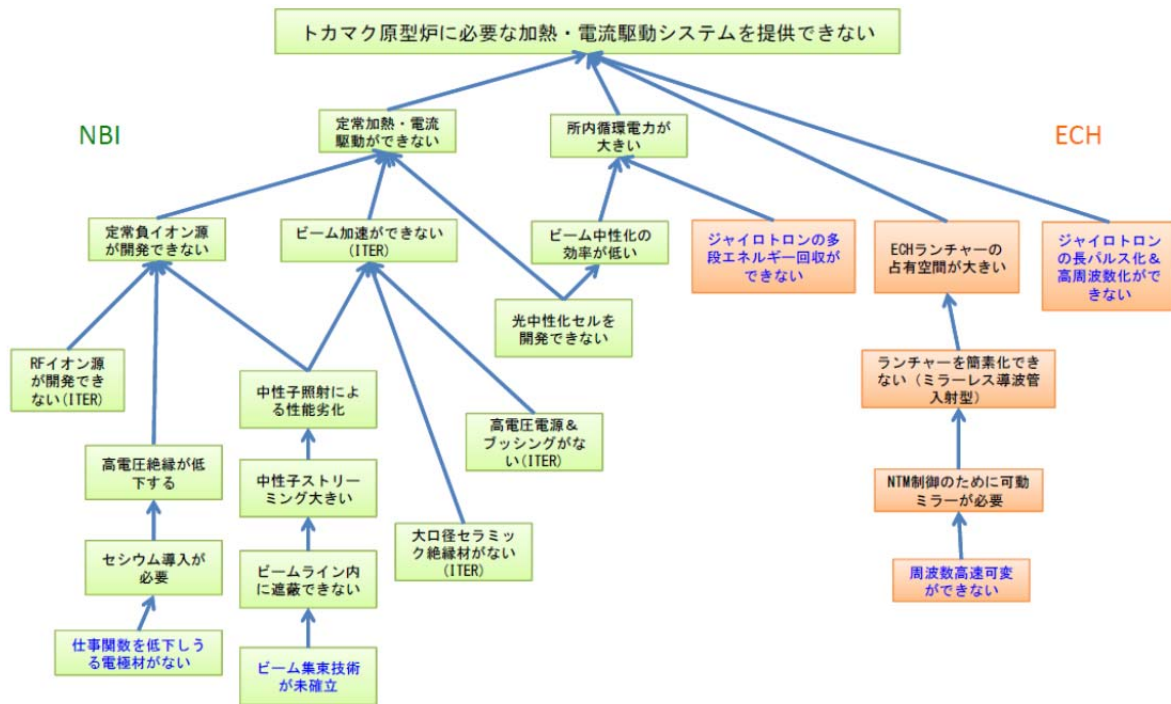 トカマク原型炉に必要な加熱・電流駆動システムを提供できない
NBI
ECH
定常加熱・電流
駆動ができない
所内循環電力が
大きい
定常負イオン源
が開発できない
ビーム加速ができない
(ITER)
ビーム中性化の
効率が低い
ジャイロトロンの多
段エネルギー回収が
できない
ECHランチャーの
占有空間が大きい
ジャイロトロン
の長パルス化＆
高周波数化がで
きない
光中性化セルを
開発できない
RFイオン源
が開発でき
ない(ITER)
中性子照射によ
る性能劣化
ランチャーを簡素化でき
ない（ミラーレス導波管
入射型）
高電圧電源＆
ブッシングがな
い(ITER)
高電圧絶縁が低
下する
中性子ストリー
ミング大きい
NTM制御のために可動
ミラーが必要
大口径セラミッ
ク絶縁材がない
(ITER)
セシウム導入が
必要
ビームライン内
に遮蔽できない
周波数高速可変
ができない
仕事関数を低下しう
る電極材がない
ビーム集束技術
が未確立